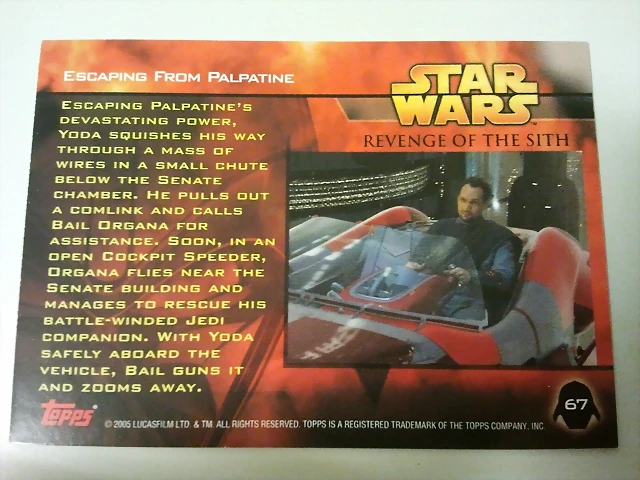 Escaping From Palpatine
Escaping Palpatine's
devastating power,
Yoda squishes his way
through a mass of
wires in a small chute
below the Senate
chamber. He pulls out
a comlink and calls
Bail Organa for
assistance. Soon, in an
open Cockpit Speeder,
Organa flies near the
Senate building and
manages to rescue his
battle-winded Jedi
companion. With Yoda
safely aboard the
vehicle, Bail guns it
and zooms away.
STAR
WARS™
REVENGE OF THE SITH
67
Topps®
© 2005 LUCASFILM LTD. & TM. ALL RIGHTS RESERVED. TOPPS IS A REGISTERED TRADEMARK OF THE TOPPS COMPANY, INC.